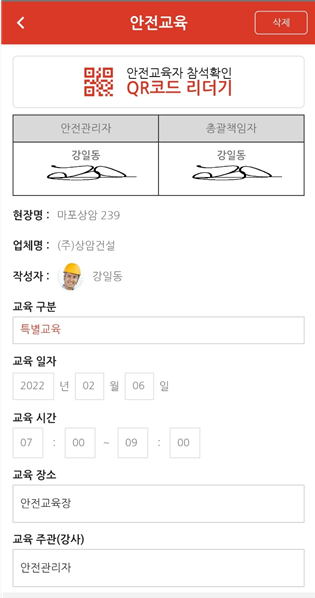 안전교육
삭제
안전교육자 참석확인
QR코드 리더기
안전관리자 총괄책임자
강일동 강일동
현장명 : 마포상암 239
업체명 : (주)상암건설
작성자 : 강일동
교육 구분
특별교육
교육 일자
2022 년 02 월 06 일
교육 시간
07 : 00 ~ 09 : 00
교육 장소
안전교육장
교육 주관(강사)
안전관리자